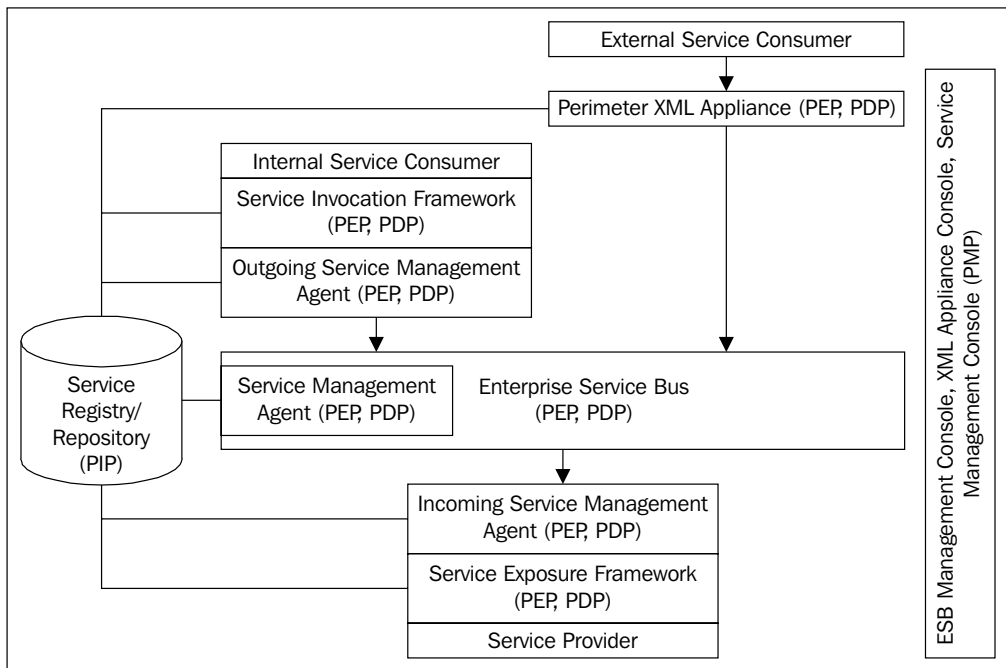 External Service Consumer
Perimeter XML Appliance (PEP, PDP)
Internal Service Consumer
Service Invocation Framework
(PEP, PDP)
Outgoing Service Management
Agent (PEP, PDP)
Service
Registry/
Repository
(PIP)
Service Management
Agent (PEP, PDP)
Enterprise Service Bus
(PEP, PDP)
Incoming Service Management
Agent (PEP, PDP)
Service Exposure Framework
(PEP, PDP)
Service Provider
ESB Management Console, XML Appliance Console, Service
Management Console (PMP)